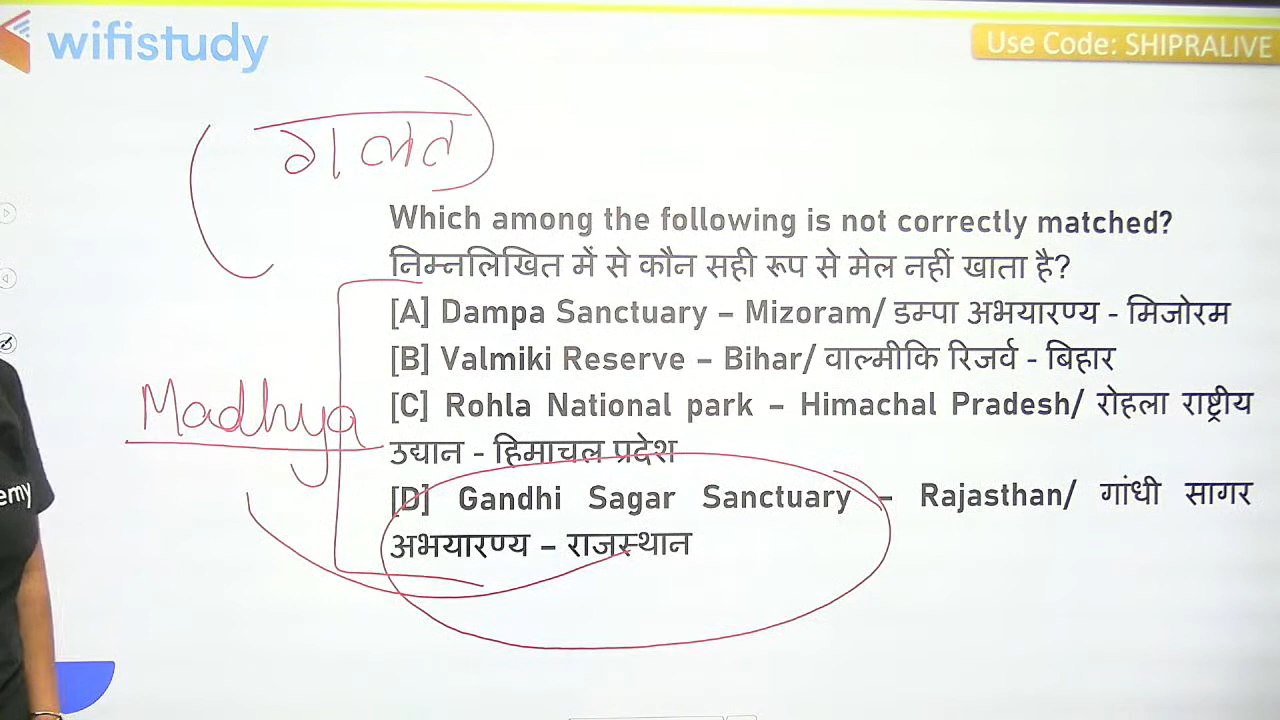 wifistudy
Use Code: SHIPRALIVE
गलत
Which among the following is not correctly matched?
निम्नलिखित में से कौन सही रूप से मेल नहीं खाता है?
[A] Dampa Sanctuary – Mizoram/ डम्पा अभयारण्य - मिजोरम
[B] Valmiki Reserve – Bihar/ वाल्मीकि रिजर्व - बिहार
Madhya
[C] Rohla National park – Himachal Pradesh/ रोहला राष्ट्रीय
उद्यान - हिमाचल प्रदेश
emy
[D] Gandhi Sagar Sanctuary – Rajasthan/ गांधी सागर
अभयारण्य – राजस्थान